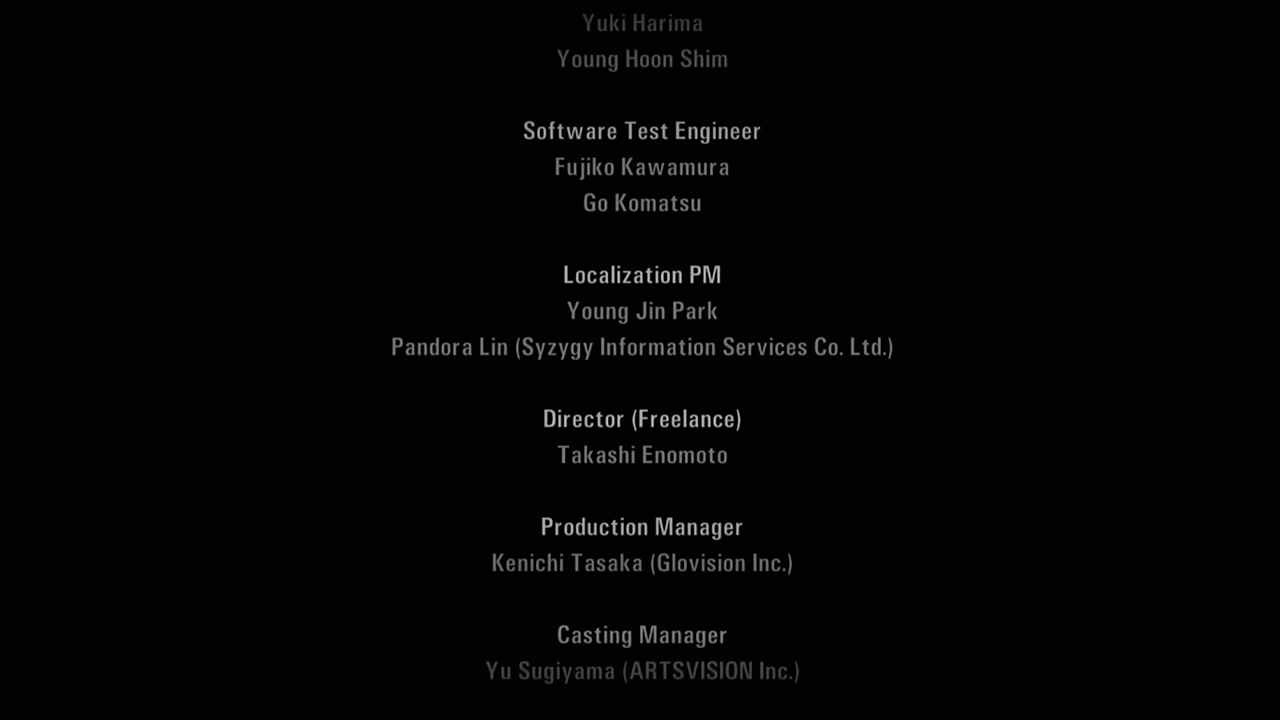 Yuki Harima
Young Hoon Shim
Software Test Engineer
Fujiko Kawamura
Go Komatsu
Localization PM
Young Jin Park
Pandora Lin (Syzygy Information Services Co. Ltd.)
Director (Freelance)
Takashi Enomoto
Production Manager
Kenichi Tasaka (Glovision Inc.)
Casting Manager
Yu Sugiyama (ARTSVISION Inc.)